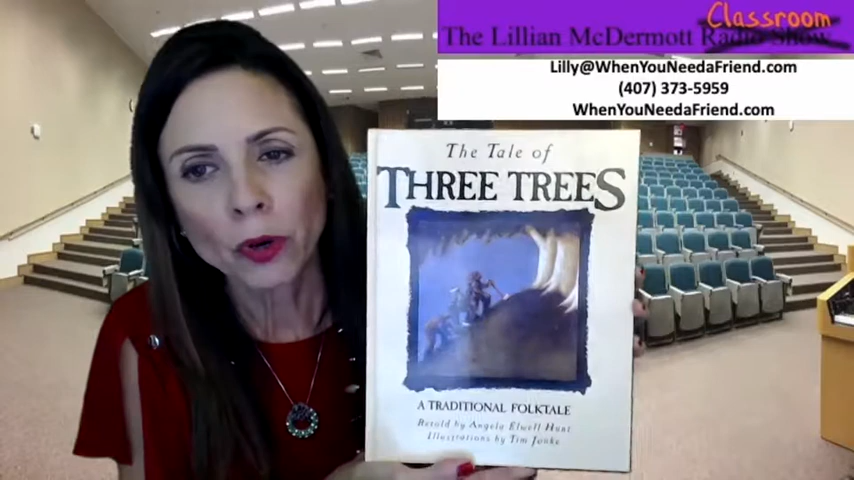 Classroom
The Lillian McDermott Radio Show
Lilly@WhenYouNeedaFriend.com
(407) 373-5959
WhenYouNeedaFriend.com
The Tale of
THREE TREES
A TRADITIONAL FOLKTALE
Retold by Angela Elwell Hunt
Illustrations by Tim Jonke